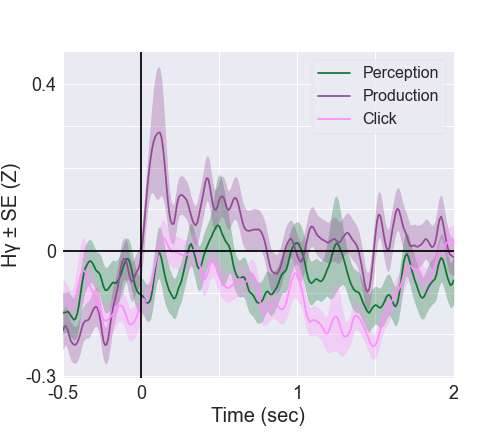 Perception
Production
Click
0.4
0
-0.3
Hγ ± SE (Z)
-0.5
0
1
2
Time (sec)